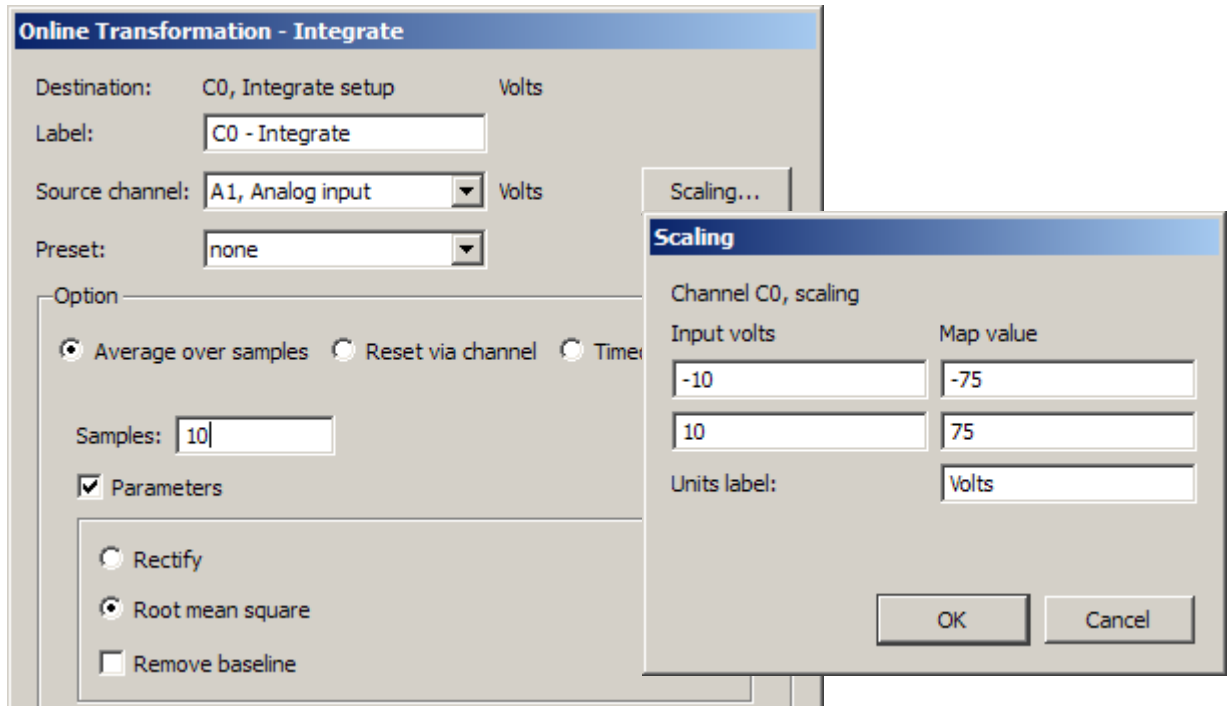 Online Transformation - Integrate
Destination: C0, Integrate setup Volts
Label: C0 - Integrate
Source channel: A1, Analog input Volts Scaling...
Preset: none
Option
Average over samples Reset via channel
Samples: 10
Parameters
Rectify
Root mean square
Remove baseline
Scaling
Channel C0, scaling
Input volts Map value
-10 -75
10 75
Units label: Volts
OK Cancel